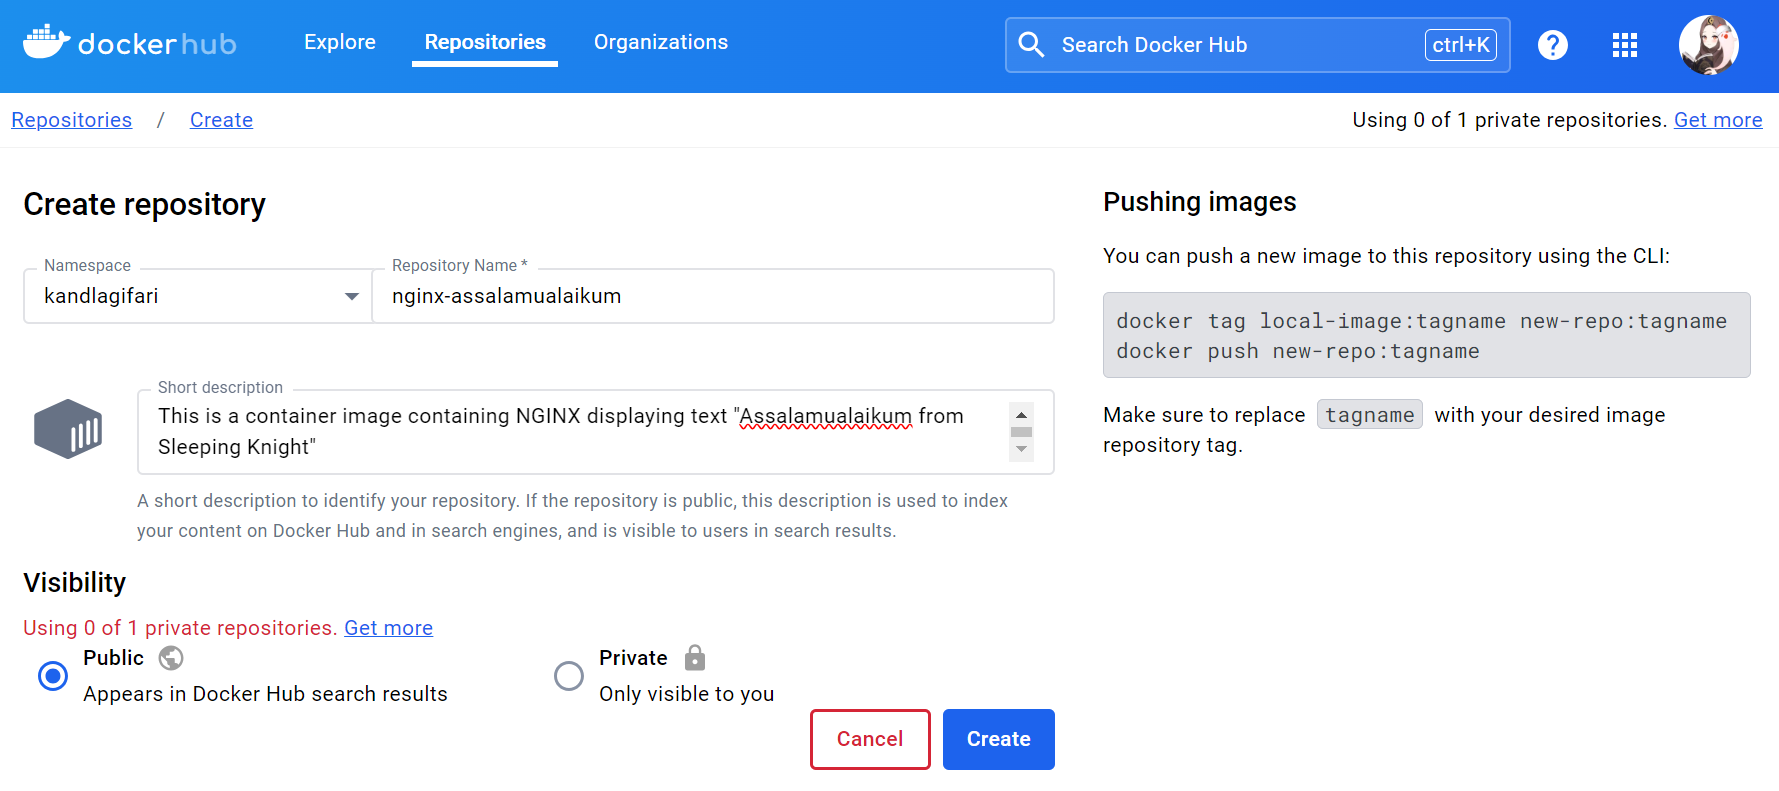 dockerhub
Explore
Repositories
Organizations
Search Docker Hub
ctrl+K
?
Repositories / Create
Using 0 of 1 private repositories. Get more
Create repository
Namespace
kandlagifari
Repository Name *
nginx-assalamualaikum
Short description
This is a container image containing NGINX displaying text "Assalamualaikum from
Sleeping Knight"
A short description to identify your repository. If the repository is public, this description is used to index
your content on Docker Hub and in search engines, and is visible to users in search results.
Visibility
Using 0 of 1 private repositories. Get more
Public
Appears in Docker Hub search results
Private
Only visible to you
Cancel
Create
Pushing images
You can push a new image to this repository using the CLI:
docker tag local-image:tagname new-repo:tagname
docker push new-repo:tagname
Make sure to replace tagname with your desired image
repository tag.